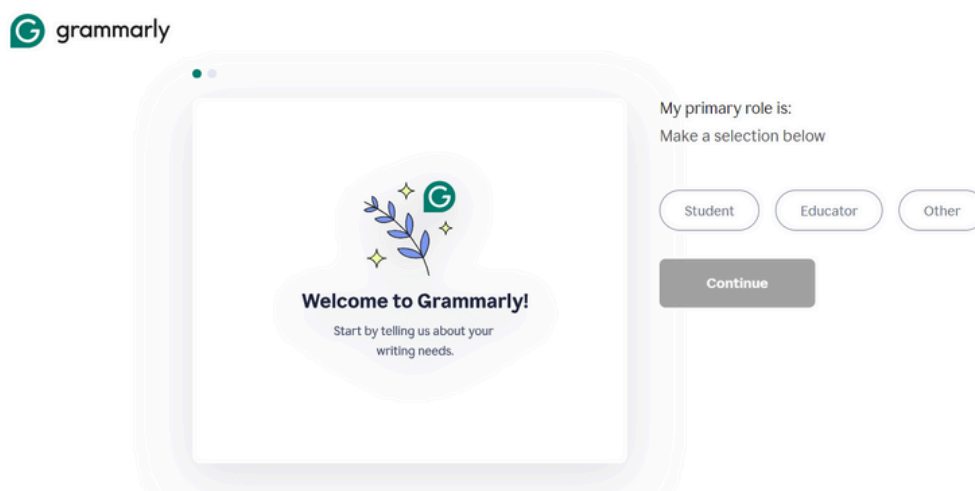 grammarly
My primary role is:
Make a selection below
Student Educator Other
Continue
Welcome to Grammarly!
Start by telling us about your
writing needs.